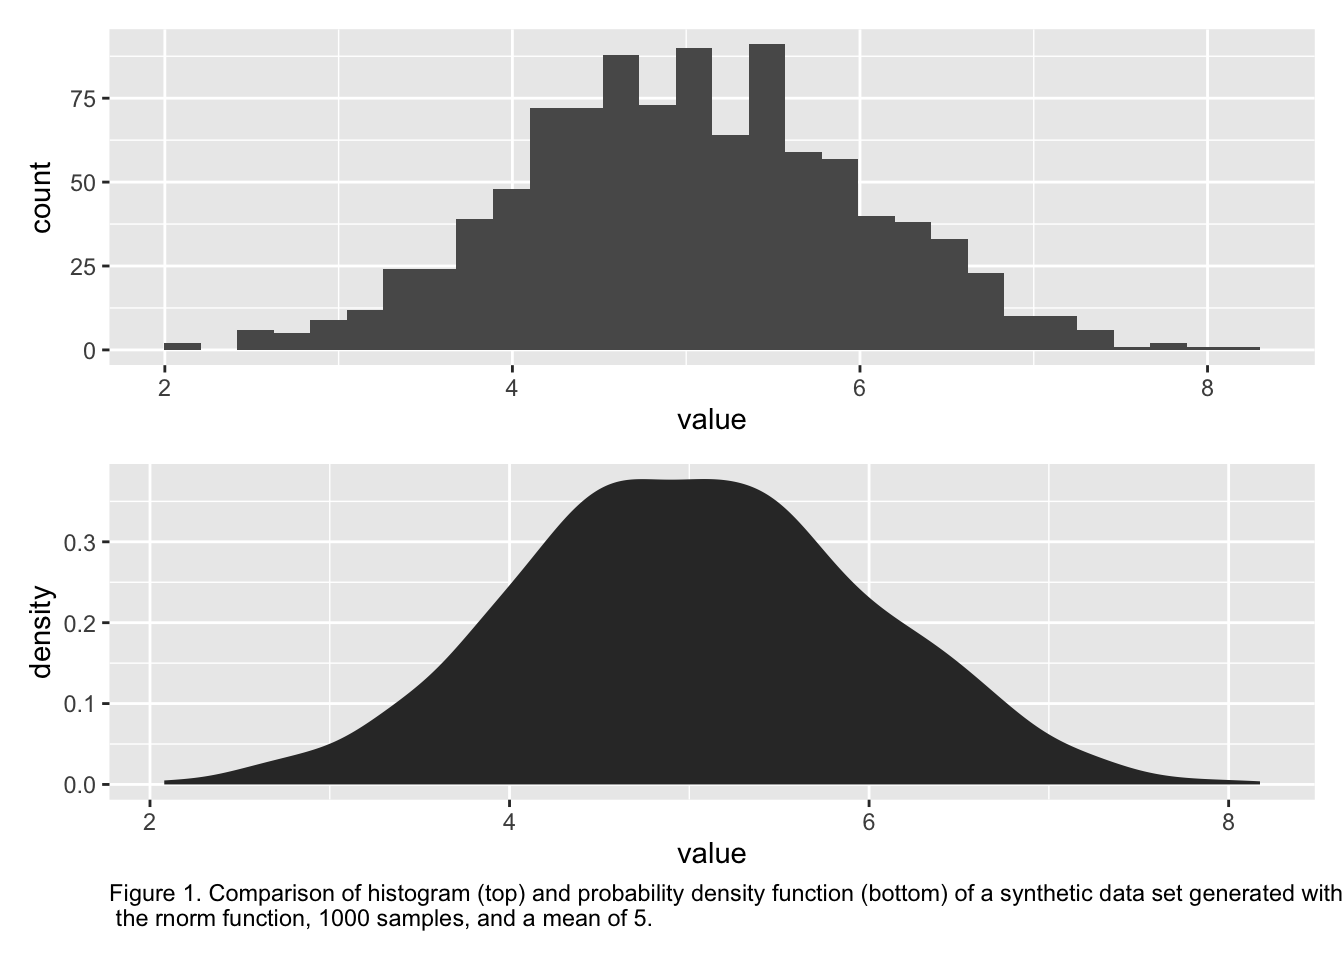 75
50
25
0
count
2 4 6 8
value
0.3
0.2
0.1
0.0
density
2 4 6 8
value
Figure 1. Comparison of histogram (top) and probability density function (bottom) of a synthetic data set generated with
the rnorm function, 1000 samples, and a mean of 5.